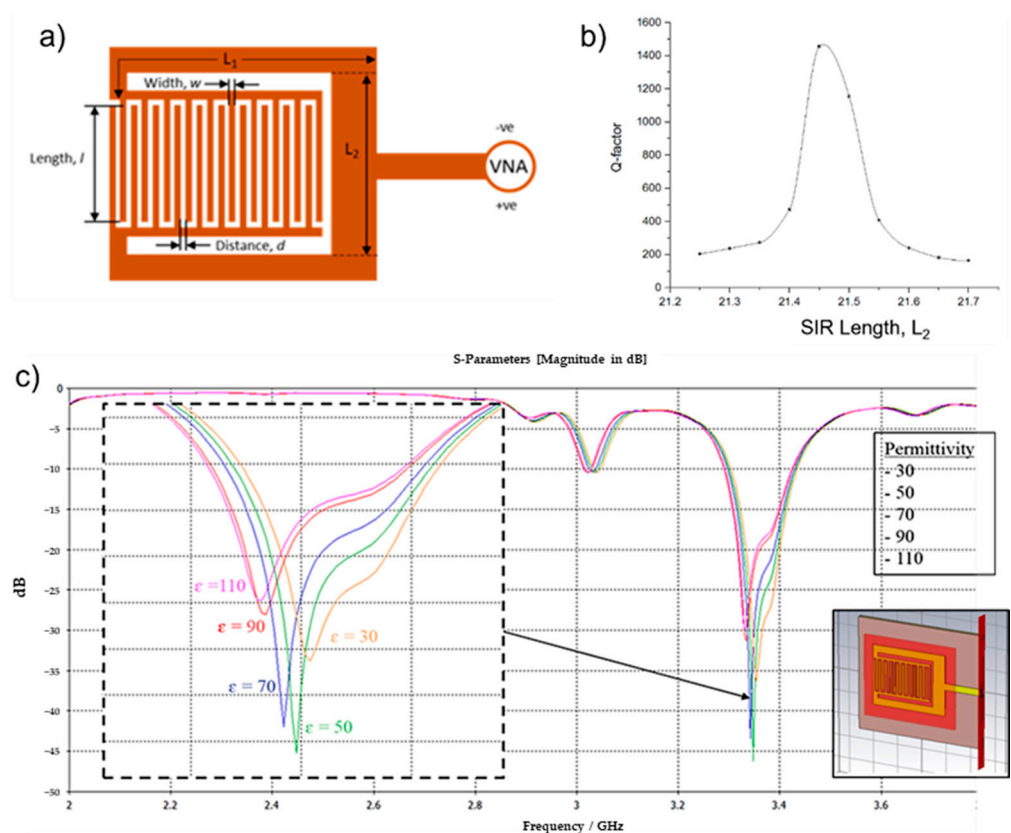 a)
L₁
Width, w
Length, l
L₂
Distance, d
-ve
VNA
+ve
b)
1600
1400
1200
1000
800
600
400
200
0
Q-factor
21.2 21.3 21.4 21.5 21.6 21.7
SIR Length, L₂
c)
S-Parameters [Magnitude in dB]
0
-5
-10
-15
-20
-25
-30
-35
-40
-45
-50
dB
ε =110
ε = 90
ε = 70
ε = 50
ε = 30
Permittivity
- 30
- 50
- 70
- 90
- 110
2 2.2 2.4 2.6 2.8 3 3.2 3.4 3.6
Frequency / GHz